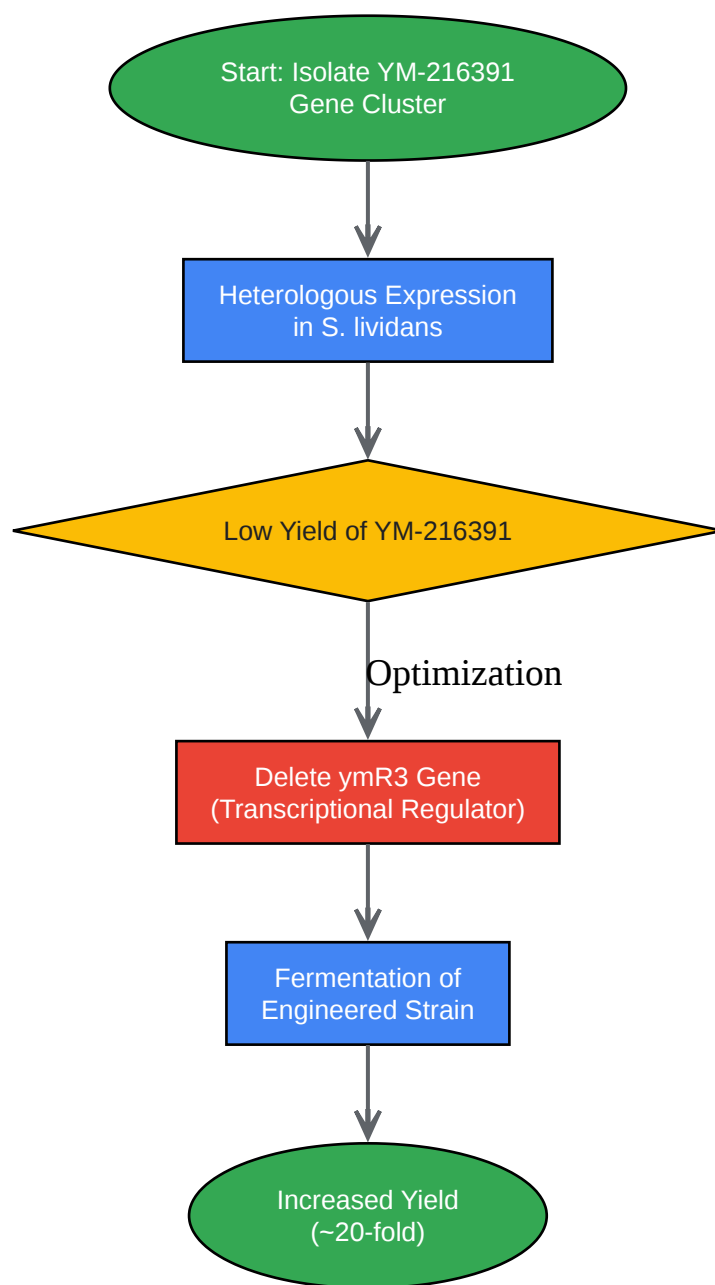 Start: Isolate YM-216391
Gene Cluster
Heterologous Expression
in S. lividans
Low Yield of YM-216391
Optimization
Delete ymR3 Gene
(Transcriptional Regulator)
Fermentation of
Engineered Strain
Increased Yield
(~20-fold)